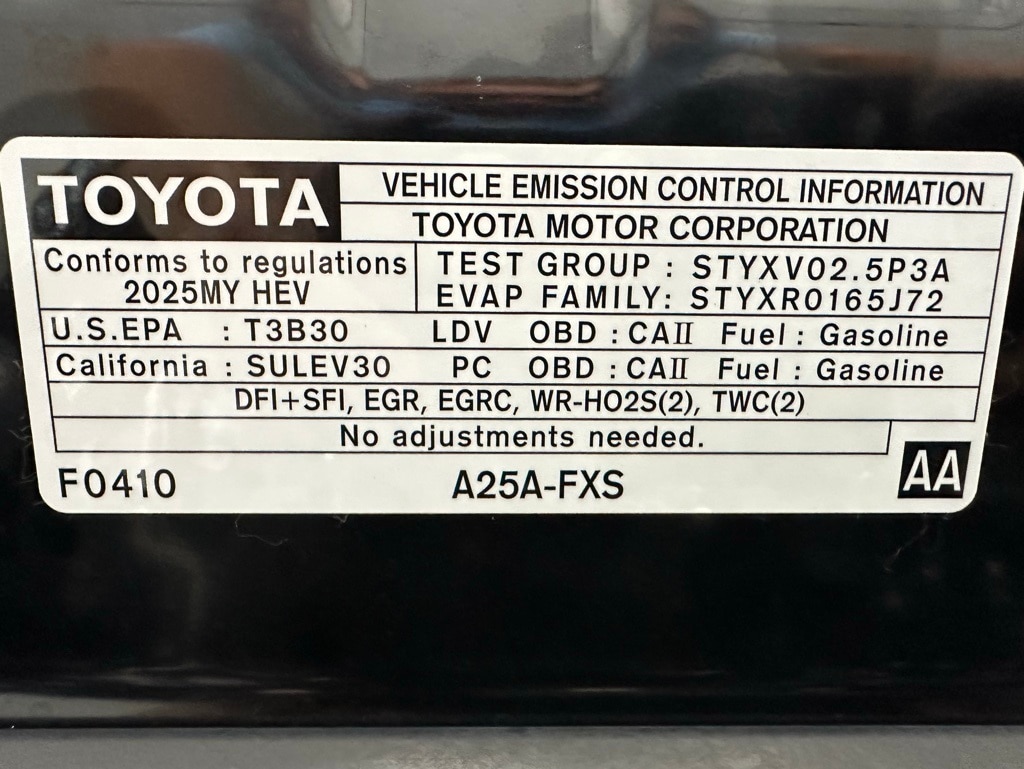 TOYOTA
VEHICLE EMISSION CONTROL INFORMATION
TOYOTA MOTOR CORPORATION
Conforms to regulations
2025MY HEV
TEST GROUP : STYXV02.5P3A
EVAP FAMILY: STYXR0165J72
U.S.EPA : T3B30 LDV OBD : CAII Fuel : Gasoline
California : SULEV30 PC OBD : CAII Fuel : Gasoline
DFI+SFI, EGR, EGRC, WR-HO2S(2), TWC(2)
No adjustments needed.
F0410 A25A-FXS AA